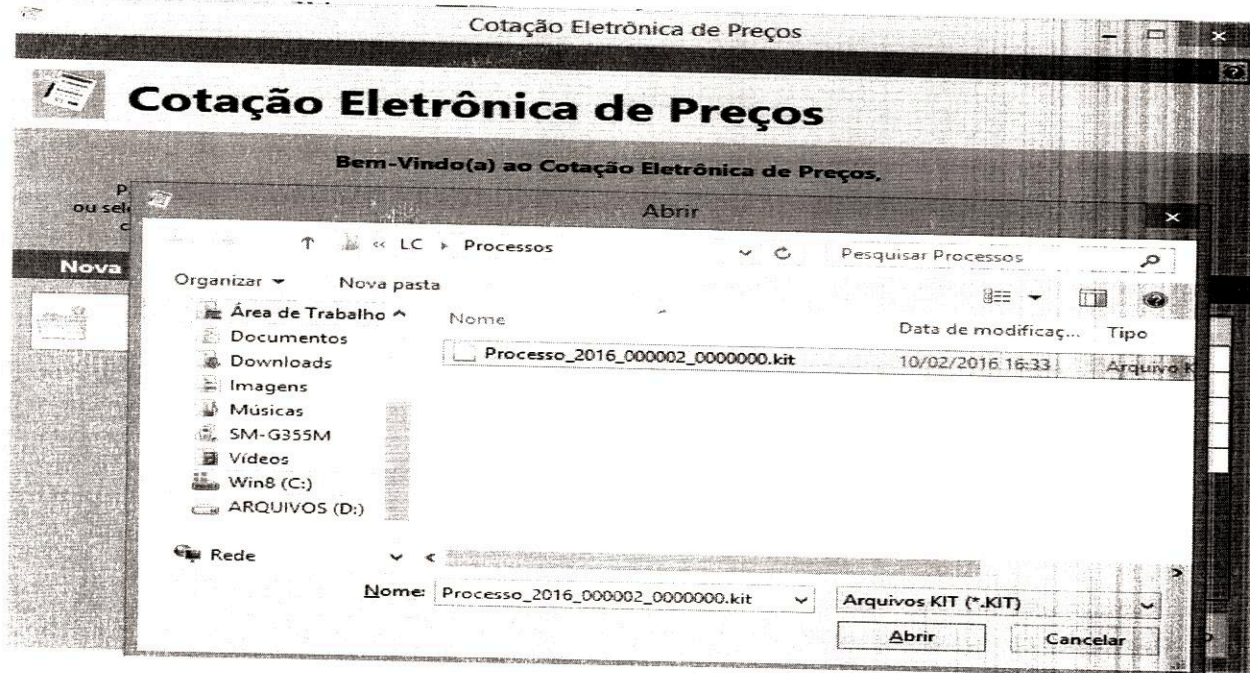 Cotação Eletrônica de Preços
Cotação Eletrônica de Preços
Bem-Vindo(a) ao Cotação Eletrônica de Preços,
P
ou sel
c
Abrir
« LC Processos
Pesquisar Processos
Nova
Organizar
Nova pasta
Área de Trabalho
Documentos
Downloads
Imagens
Músicas
SM-G355M
Vídeos
Win8 (C:)
ARQUIVOS (D:)
Rede
Nome
Data de modificaç...
Tipo
Processo_2016_000002_0000000.kit
10/02/2016 16:33
Arquivo K
Nome: Processo_2016_000002_0000000.kit
Arquivos KIT (*.KIT)
Abrir
Cancelar